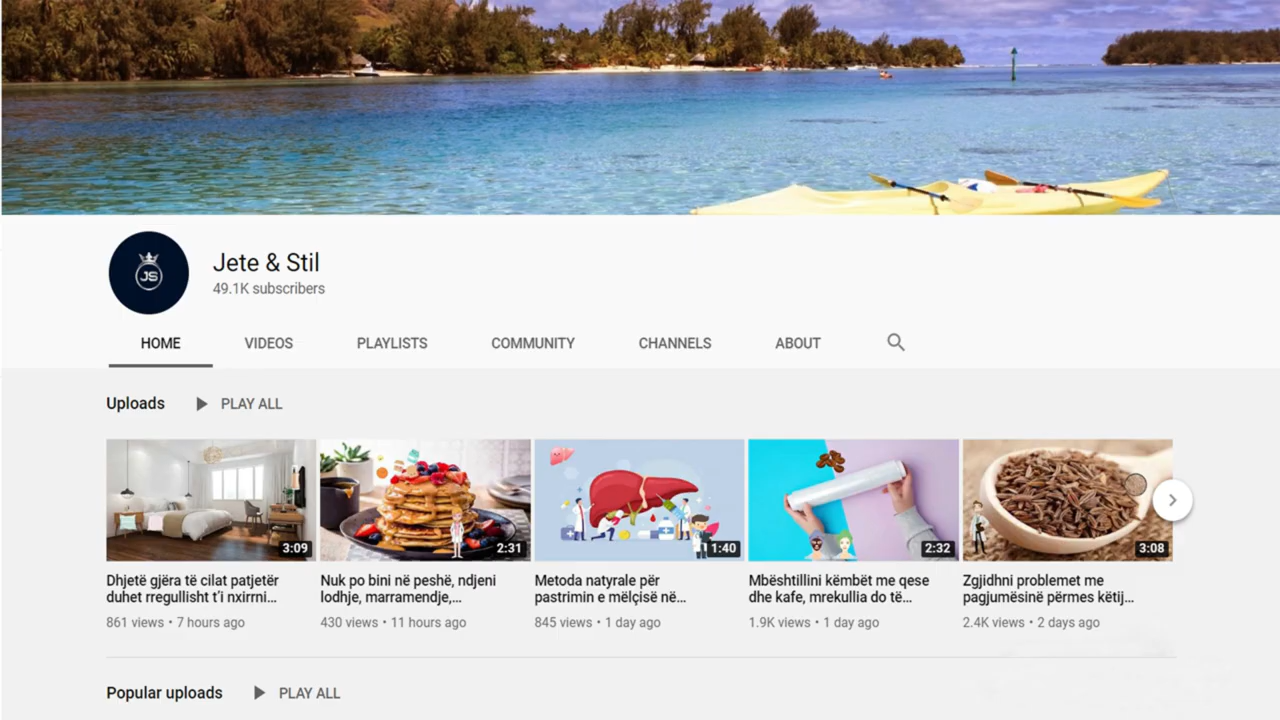 JS
Jete & Stil
49.1K subscribers
HOME VIDEOS PLAYLISTS COMMUNITY CHANNELS ABOUT
Uploads PLAY ALL
3:09 2:31 1:40 2:32 3:08
Dhjetë gjëra të cilat patjetër
duhet rregullisht t'i nxirrni...
861 views • 7 hours ago
Nuk po bini në peshë, ndjeni
lodhje, marramendje,...
430 views • 11 hours ago
Metoda natyrale për
pastrimin e mëlçisë në...
845 views • 1 day ago
Mbështillini këmbët me qese
dhe kafe, mrekullia do të...
1.9K views • 1 day ago
Zgjidhni problemet me
pagjumësinë përmes këtij...
2.4K views • 2 days ago
Popular uploads PLAY ALL